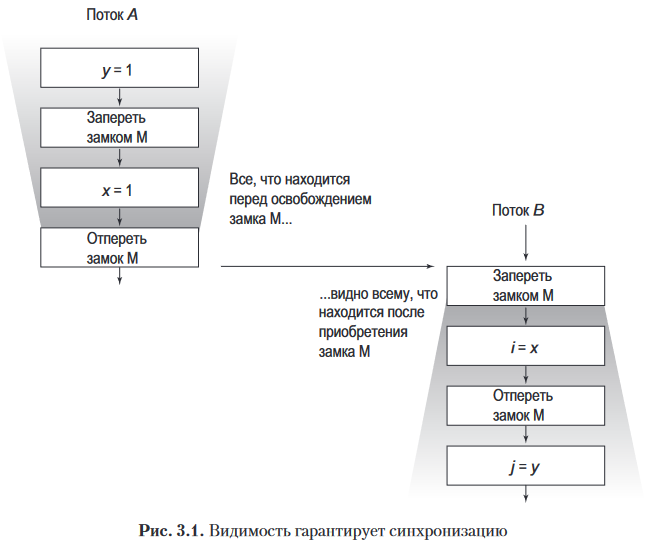 Поток A
y = 1
Запереть
замком М
x = 1
Отпереть
замок М
Все, что находится
перед освобождением
замка М...
...видно всему, что
находится после
приобретения
замка М
Поток B
Запереть
замком М
i = x
Отпереть
замок М
j = y
Рис. 3.1. Видимость гарантирует синхронизацию